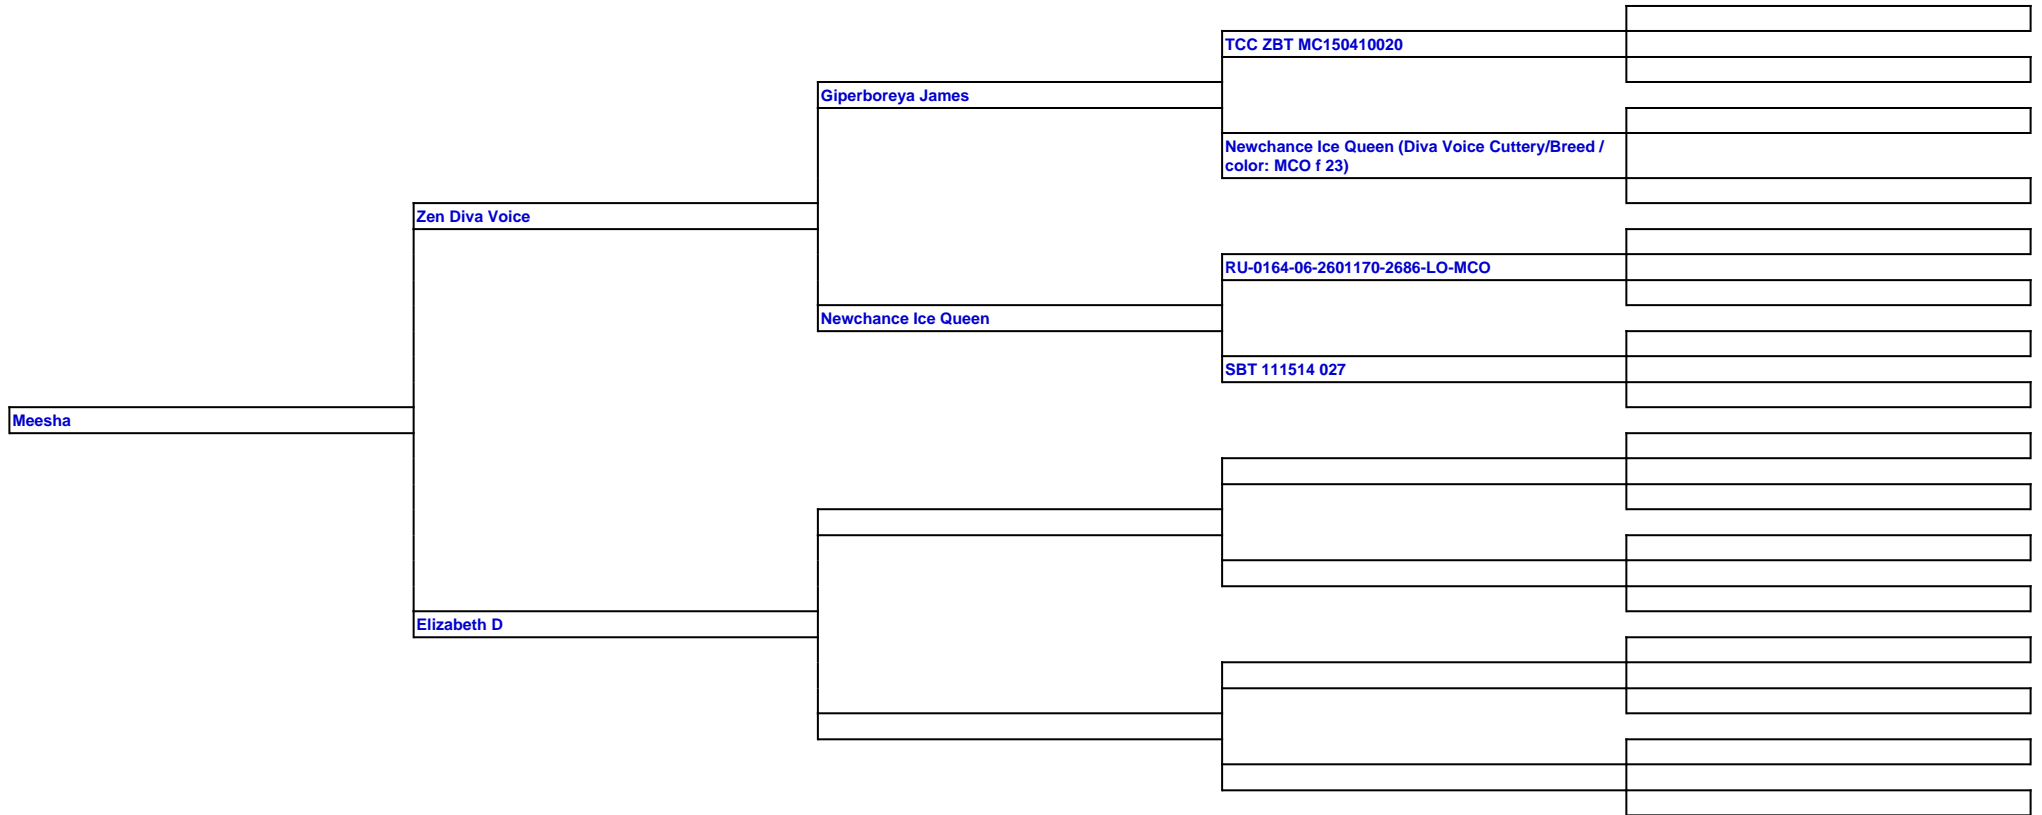 TCC ZBT MC150410020
Giperboreya James
Newchance Ice Queen (Diva Voice Cuttery/Breed /
color: MCO f 23)
Zen Diva Voice
RU-0164-06-2601170-2686-LO-MCO
Newchance Ice Queen
SBT 111514 027
Meesha
Elizabeth D